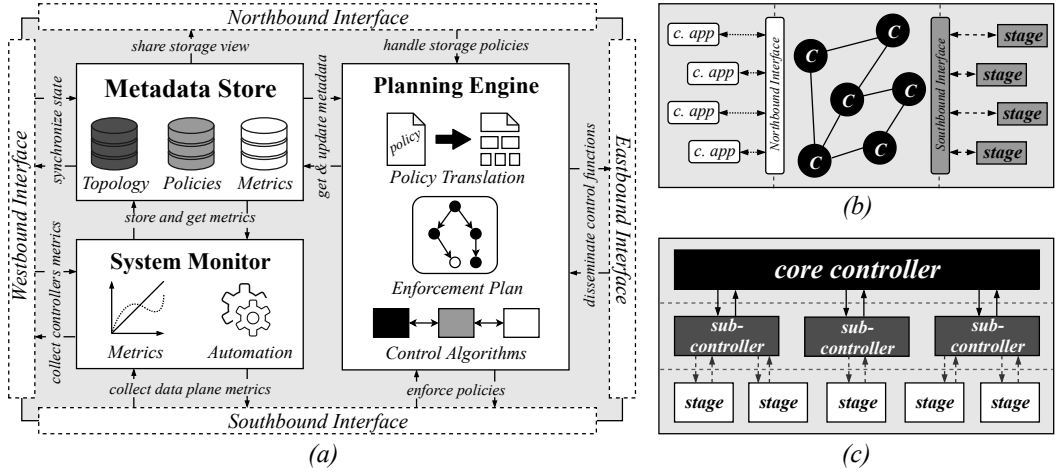 Northbound Interface
share storage view
handle storage policies
Westbound Interface
synchronize state
collect controllers metrics
Metadata Store
Topology
Policies
Metrics
store and get metrics
System Monitor
Metrics
Automation
collect data plane metrics
get & update metadata
Planning Engine
policy
Policy Translation
Enforcement Plan
Control Algorithms
enforce policies
disseminate control functions
Eastbound Interface
Southbound Interface
(a)
c. app
c. app
c. app
c. app
Northbound Interface
C
C
C
C
C
C
Southbound Interface
stage
stage
stage
stage
(b)
core controller
sub-
controller
sub-
controller
sub-
controller
stage
stage
stage
stage
stage
(c)